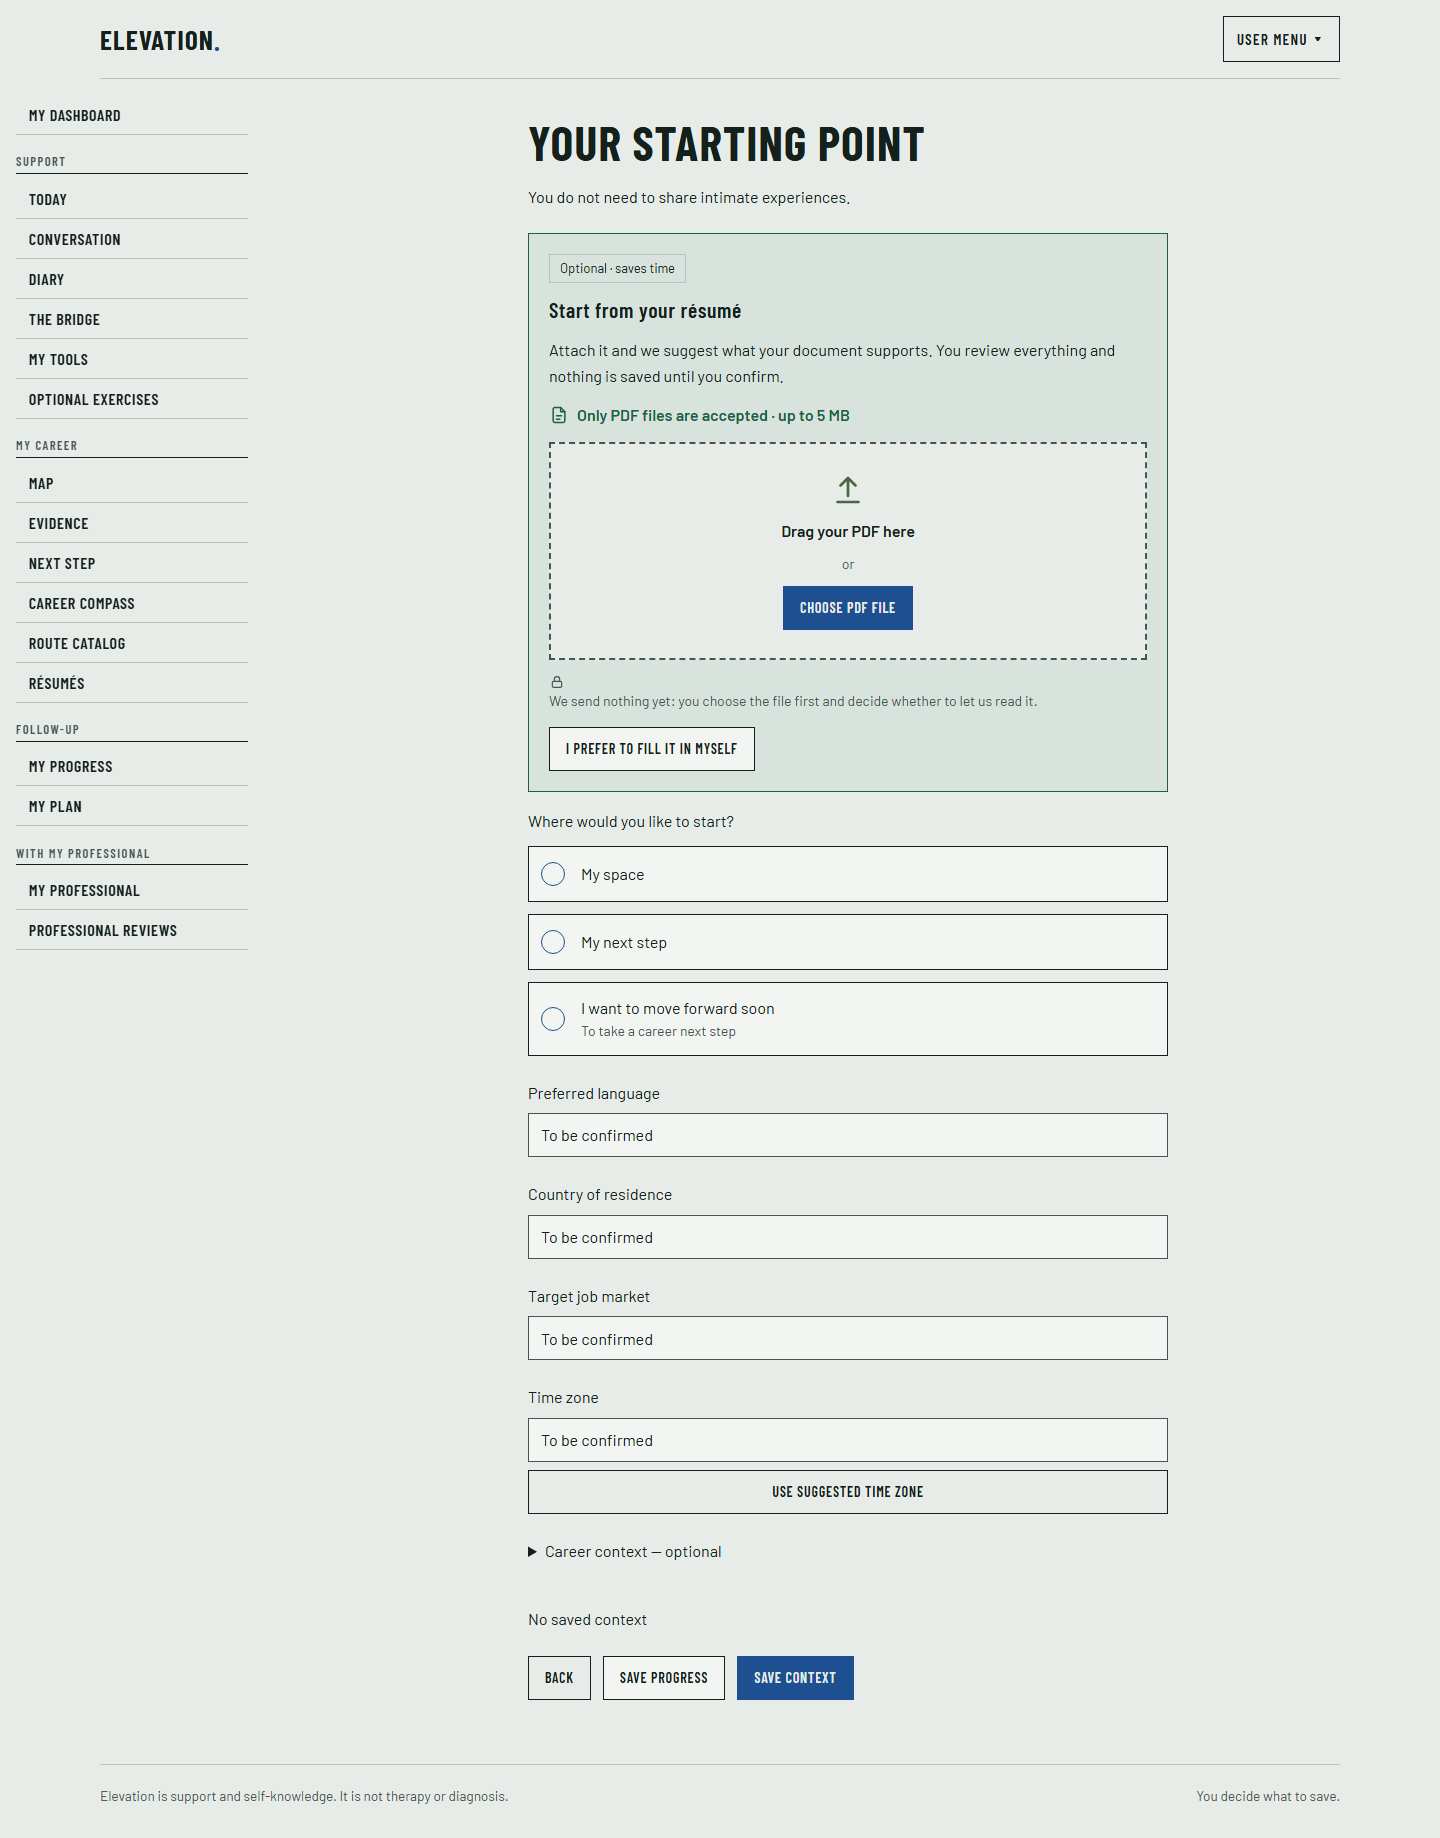 ELEVATION.
USER MENU
MY DASHBOARD
SUPPORT
TODAY
CONVERSATION
DIARY
THE BRIDGE
MY TOOLS
OPTIONAL EXERCISES
MY CAREER
MAP
EVIDENCE
NEXT STEP
CAREER COMPASS
ROUTE CATALOG
RÉSUMÉS
FOLLOW-UP
MY PROGRESS
MY PLAN
WITH MY PROFESSIONAL
MY PROFESSIONAL
PROFESSIONAL REVIEWS
YOUR STARTING POINT
You do not need to share intimate experiences.
Optional · saves time
Start from your résumé
Attach it and we suggest what your document supports. You review everything and
nothing is saved until you confirm.
Only PDF files are accepted · up to 5 MB
Drag your PDF here
or
CHOOSE PDF FILE
We send nothing yet: you choose the file first and decide whether to let us read it.
I PREFER TO FILL IT IN MYSELF
Where would you like to start?
My space
My next step
I want to move forward soon
To take a career next step
Preferred language
To be confirmed
Country of residence
To be confirmed
Target job market
To be confirmed
Time zone
To be confirmed
USE SUGGESTED TIME ZONE
Career context — optional
No saved context
BACK
SAVE PROGRESS
SAVE CONTEXT
Elevation is support and self-knowledge. It is not therapy or diagnosis.
You decide what to save.